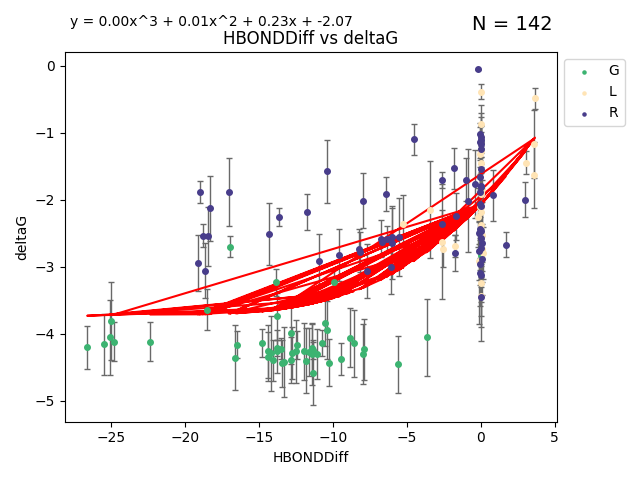 y = 0.00x^3 + 0.01x^2 + 0.23x + -2.07
N = 142
HBONDDiff vs deltaG
G
L
R
deltaG
0
−1
−2
−3
−4
−5
−25
−20
−15
−10
−5
0
5
HBONDDiff